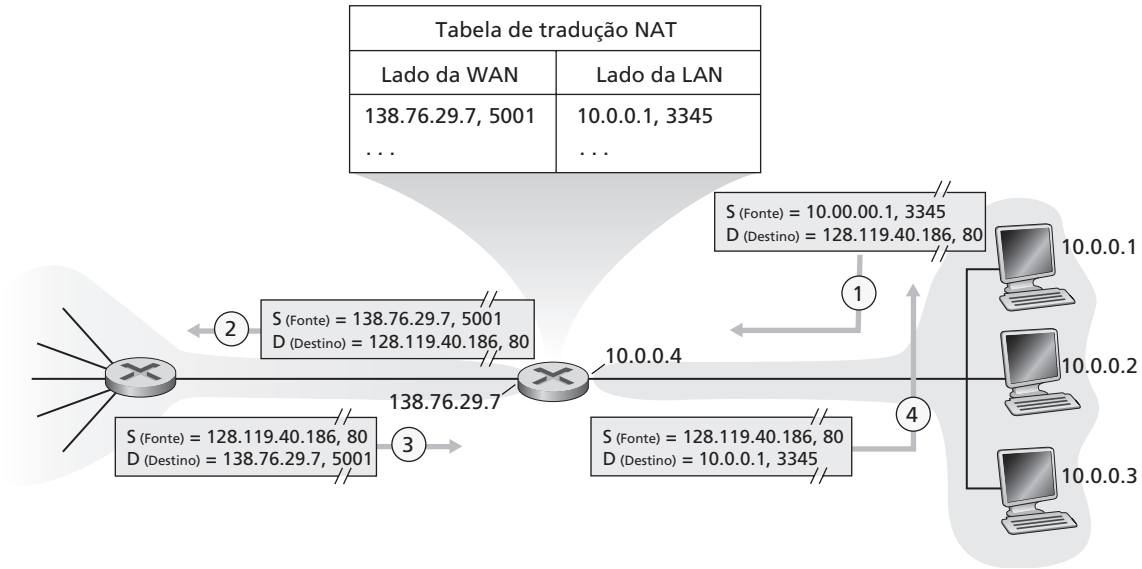 Tabela de tradução NAT
Lado da WAN
Lado da LAN
138.76.29.7, 5001
10.0.0.1, 3345
. . .
. . .
S (Fonte) = 10.00.00.1, 3345
D (Destino) = 128.119.40.186, 80
10.0.0.1
1
2
S (Fonte) = 138.76.29.7, 5001
D (Destino) = 128.119.40.186, 80
10.0.0.4
10.0.0.2
138.76.29.7
S (Fonte) = 128.119.40.186, 80
D (Destino) = 138.76.29.7, 5001
3
S (Fonte) = 128.119.40.186, 80
D (Destino) = 10.0.0.1, 3345
4
10.0.0.3